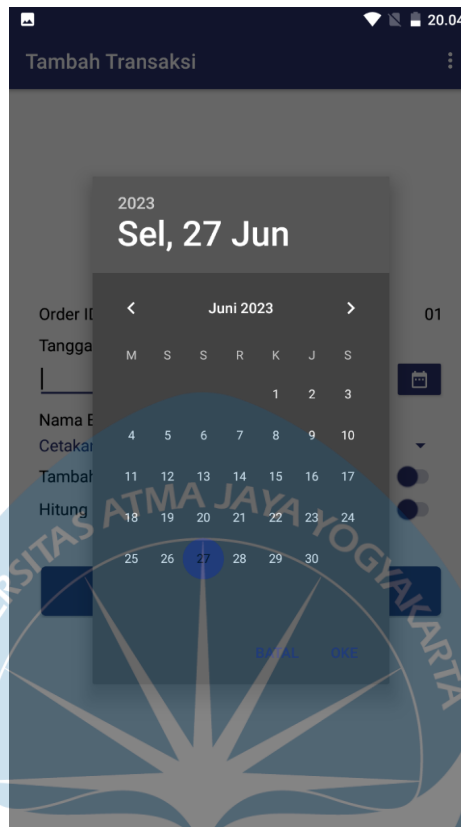 20.04
Tambah Transaksi
2023
Sel, 27 Jun
Juni 2023
Order I
01
Tangga
M S S R K J S
1 2 3
Nama B
4 5 6 7 8 9 10
Cetakan
Tambah
11 12 13 14 15 16 17
Hitung
18 19 20 21 22 23 24
25 26 27 28 29 30
BATAL OKE
ATMA JAYA YOGYAKARTA